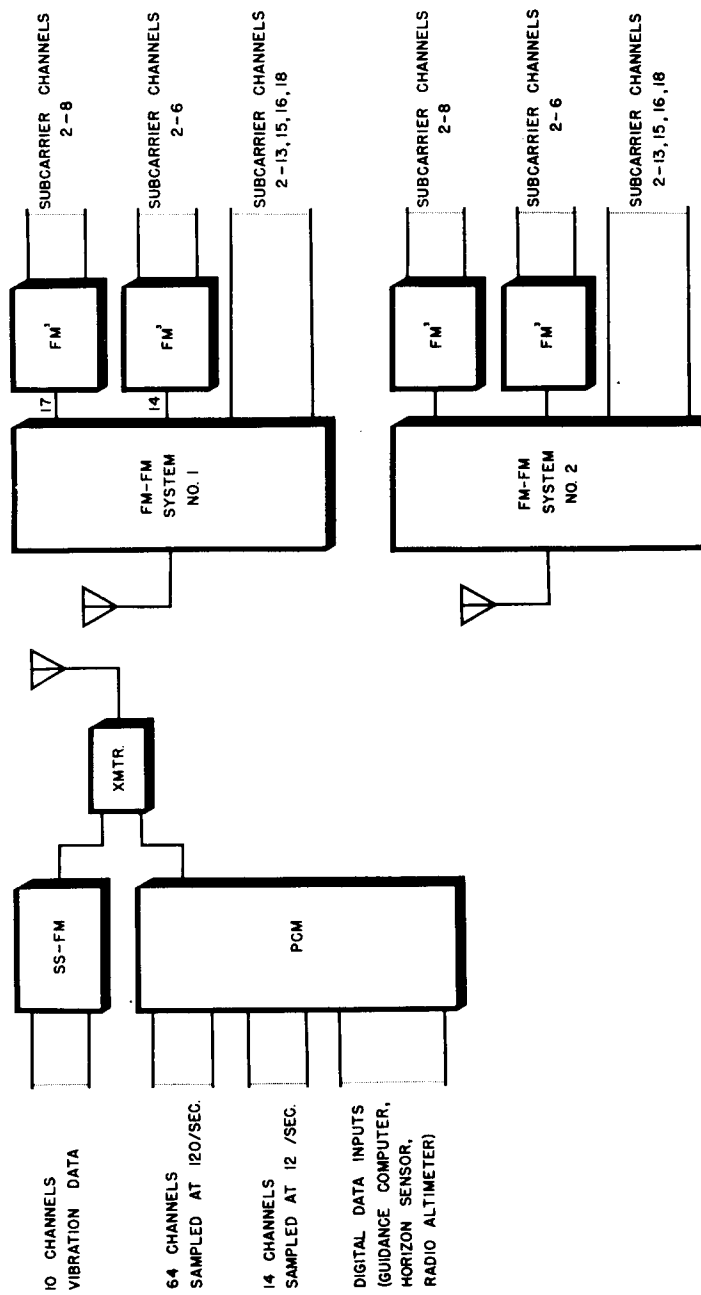 10 CHANNELS
VIBRATION DATA
64 CHANNELS
SAMPLED AT 120/SEC.
14 CHANNELS
SAMPLED AT 12 /SEC.
DIGITAL DATA INPUTS
(GUIDANCE COMPUTER,
HORIZON SENSOR,
RADIO ALTIMETER)
SS-FM
PCM
XMTR.
FM-FM
SYSTEM
NO. 1
17
14
FM³
FM³
SUBCARRIER CHANNELS
2-8
SUBCARRIER CHANNELS
2-6
SUBCARRIER CHANNELS
2-13, 15, 16, 18
FM-FM
SYSTEM
NO. 2
FM³
FM³
SUBCARRIER CHANNELS
2-8
SUBCARRIER CHANNELS
2-6
SUBCARRIER CHANNELS
2-13, 15, 16, 18